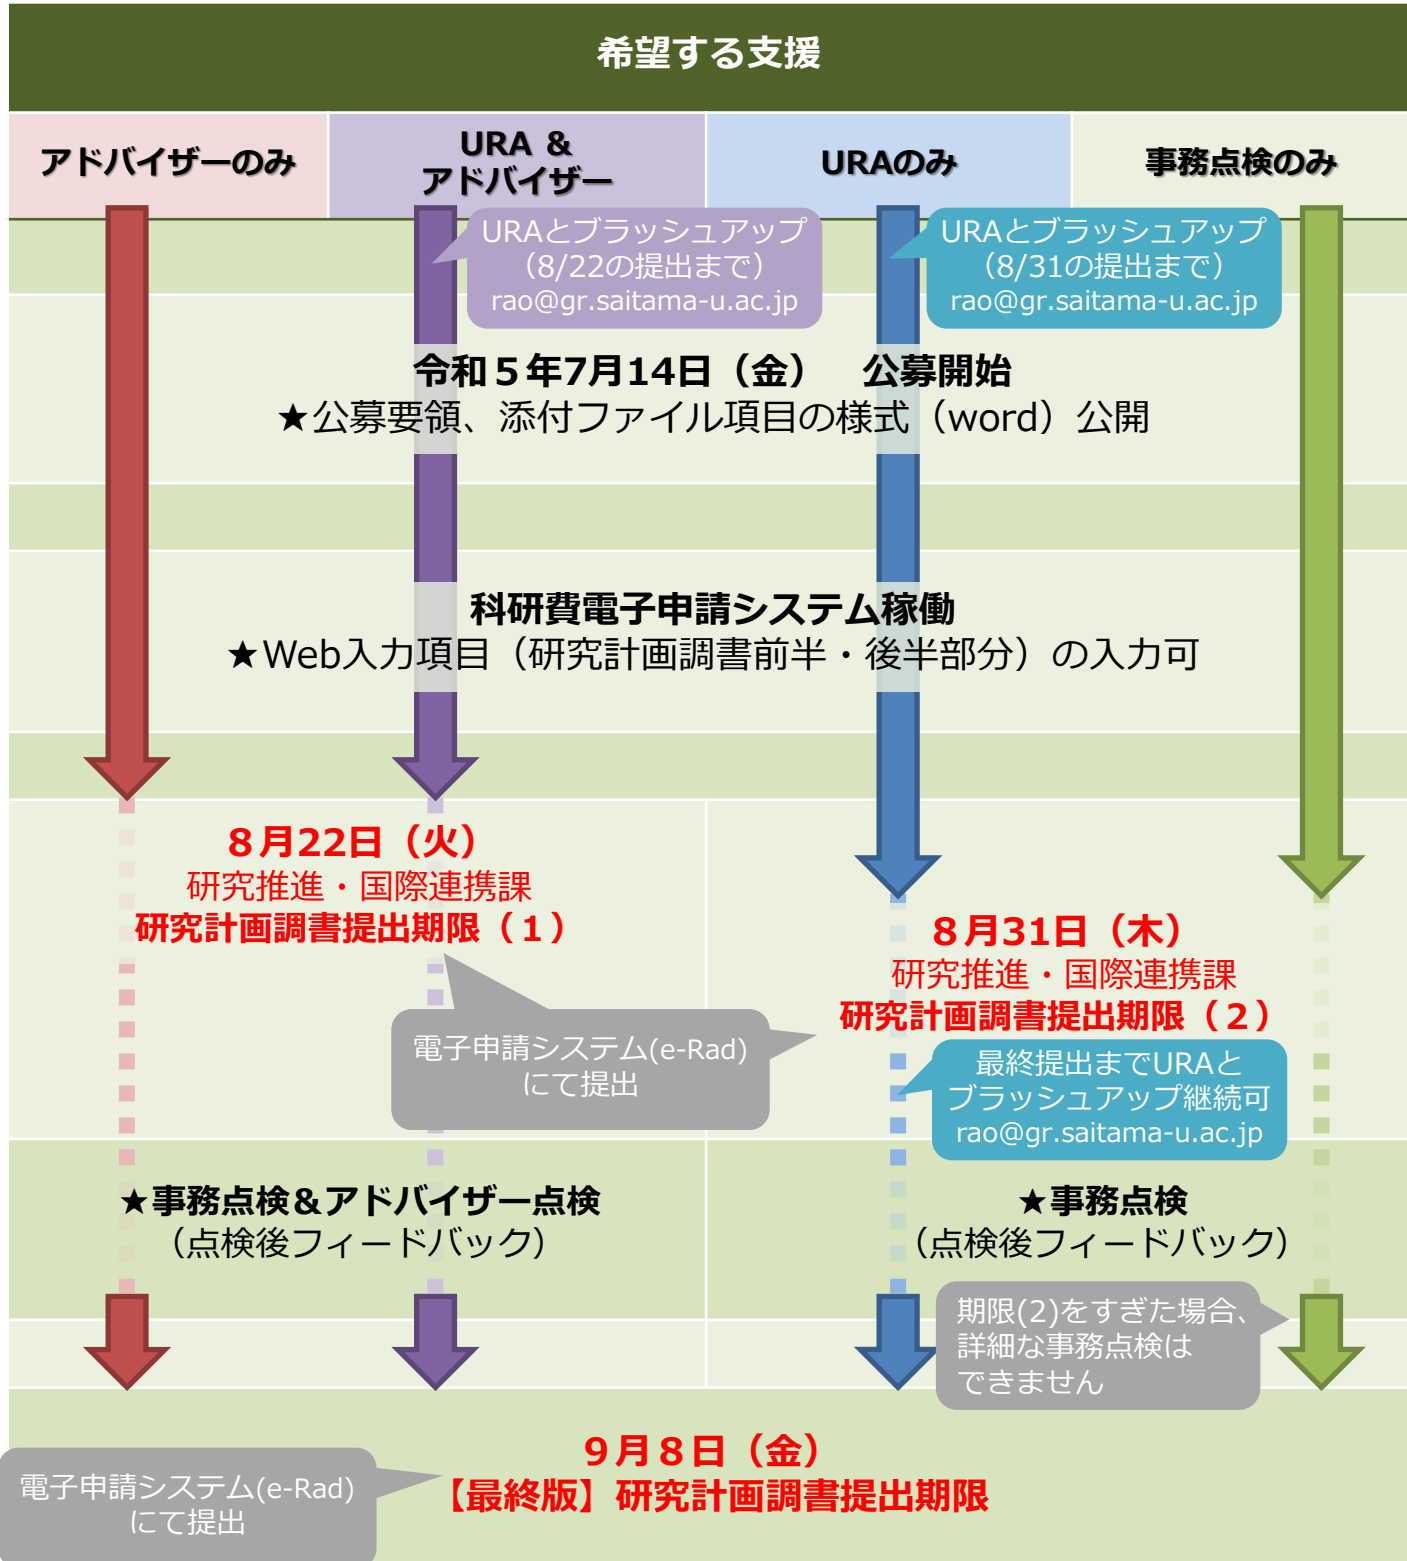 希望する支援
アドバイザーのみ
URA &
アドバイザー
URAのみ
事務点検のみ
URAとブラッシュアップ
（8/22の提出まで）
rao@gr.saitama-u.ac.jp
URAとブラッシュアップ
（8/31の提出まで）
rao@gr.saitama-u.ac.jp
令和５年7月14日（金）　公募開始
★公募要領、添付ファイル項目の様式（word）公開
科研費電子申請システム稼働
★Web入力項目（研究計画調書前半・後半部分）の入力可
８月22日（火）
研究推進・国際連携課
研究計画調書提出期限（１）
８月31日（木）
研究推進・国際連携課
研究計画調書提出期限（２）
電子申請システム(e-Rad)
にて提出
最終提出までURAと
ブラッシュアップ継続可
rao@gr.saitama-u.ac.jp
★事務点検＆アドバイザー点検
（点検後フィードバック）
★事務点検
（点検後フィードバック）
期限(2)をすぎた場合、
詳細な事務点検は
できません
９月８日（金）
【最終版】研究計画調書提出期限
電子申請システム(e-Rad)
にて提出